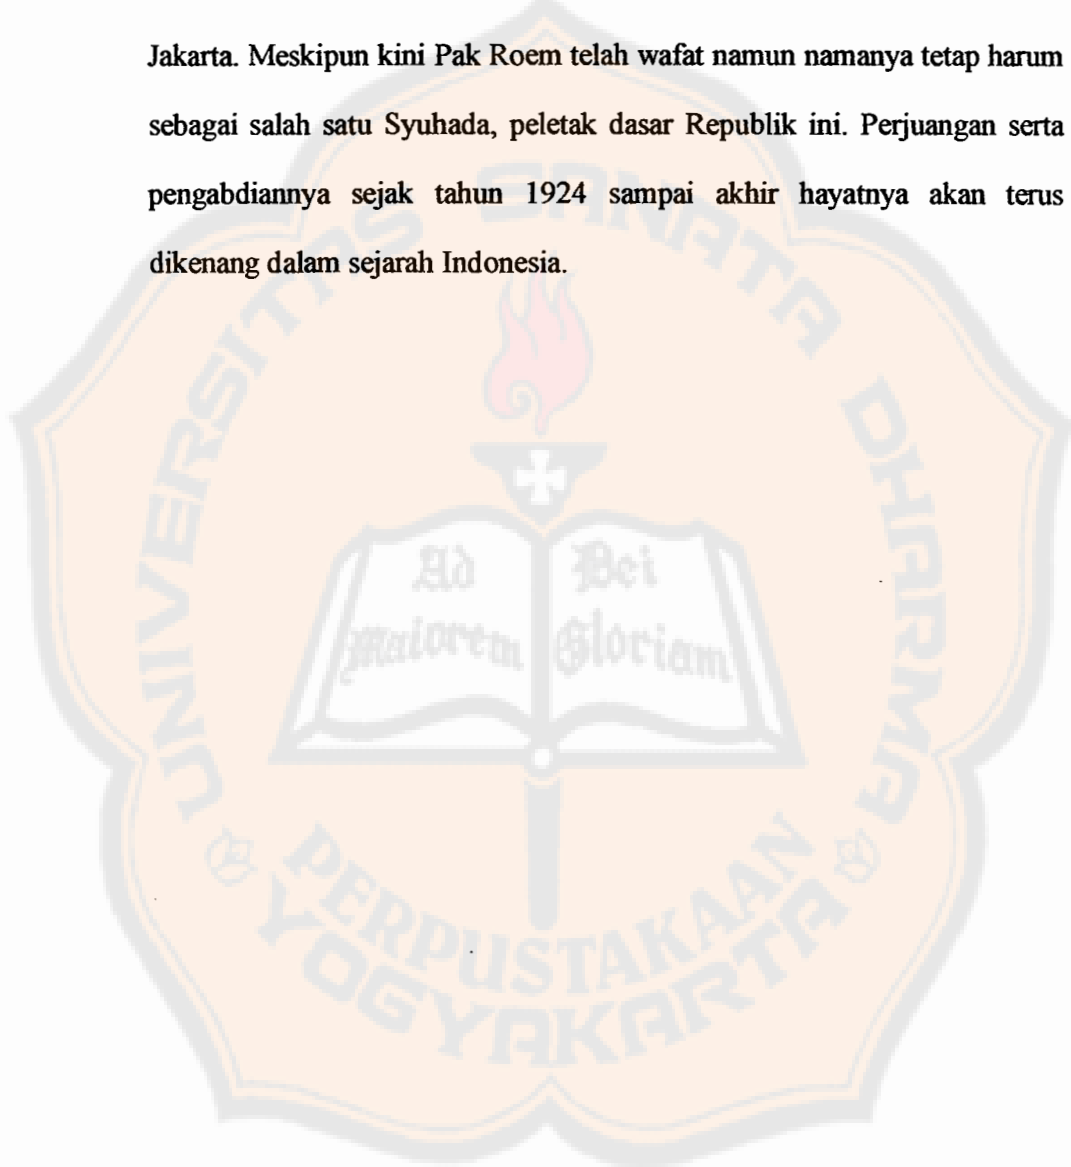 Jakarta. Meskipun kini Pak Roem telah wafat namun namanya tetap harum
sebagai salah satu Syuhada, peletak dasar Republik ini. Perjuangan serta
pengabdiannya sejak tahun 1924 sampai akhir hayatnya akan terus
dikenang dalam sejarah Indonesia.
UNIVERSITAS SANATA DHARMA
Ad Dei
Maiorem Gloriam
PERPUSTAKAAN
YOGYAKARTA